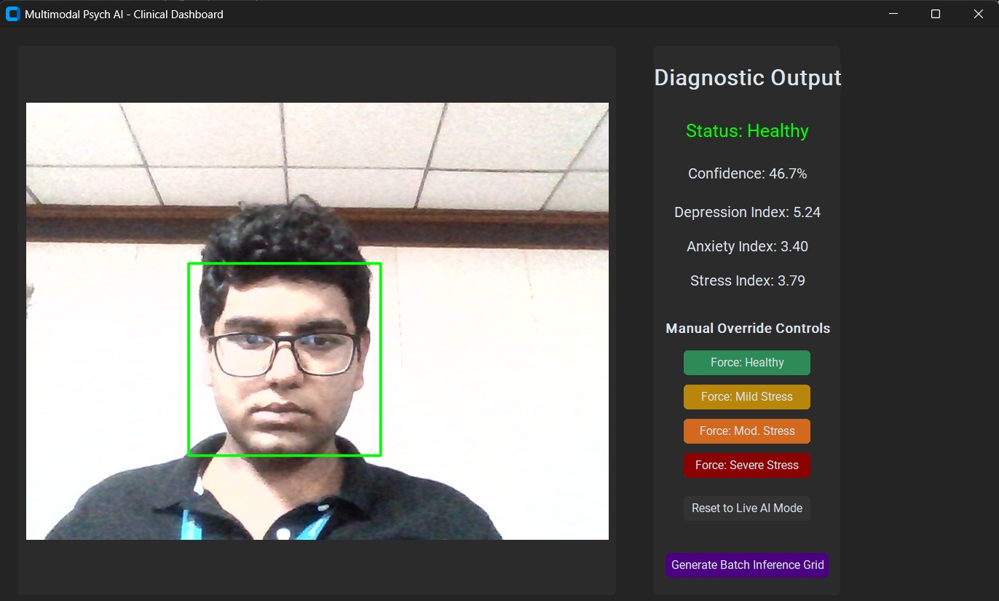 Multimodal Psych AI - Clinical Dashboard
Diagnostic Output
Status: Healthy
Confidence: 46.7%
Depression Index: 5.24
Anxiety Index: 3.40
Stress Index: 3.79
Manual Override Controls
Force: Healthy
Force: Mild Stress
Force: Mod. Stress
Force: Severe Stress
Reset to Live AI Mode
Generate Batch Inference Grid